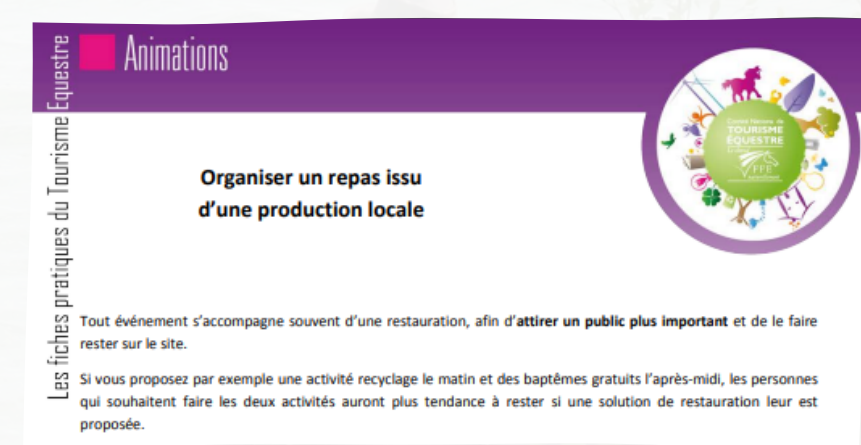 Animations
Les fiches pratiques du Tourisme Equestre
Comité National de
TOURISME
ÉQUESTRE
FFE
Organiser un repas issu
d'une production locale
Tout événement s'accompagne souvent d'une restauration, afin d'attirer un public plus important et de le faire
rester sur le site.
Si vous proposez par exemple une activité recyclage le matin et des baptêmes gratuits l'après-midi, les personnes
qui souhaitent faire les deux activités auront plus tendance à rester si une solution de restauration leur est
proposée.